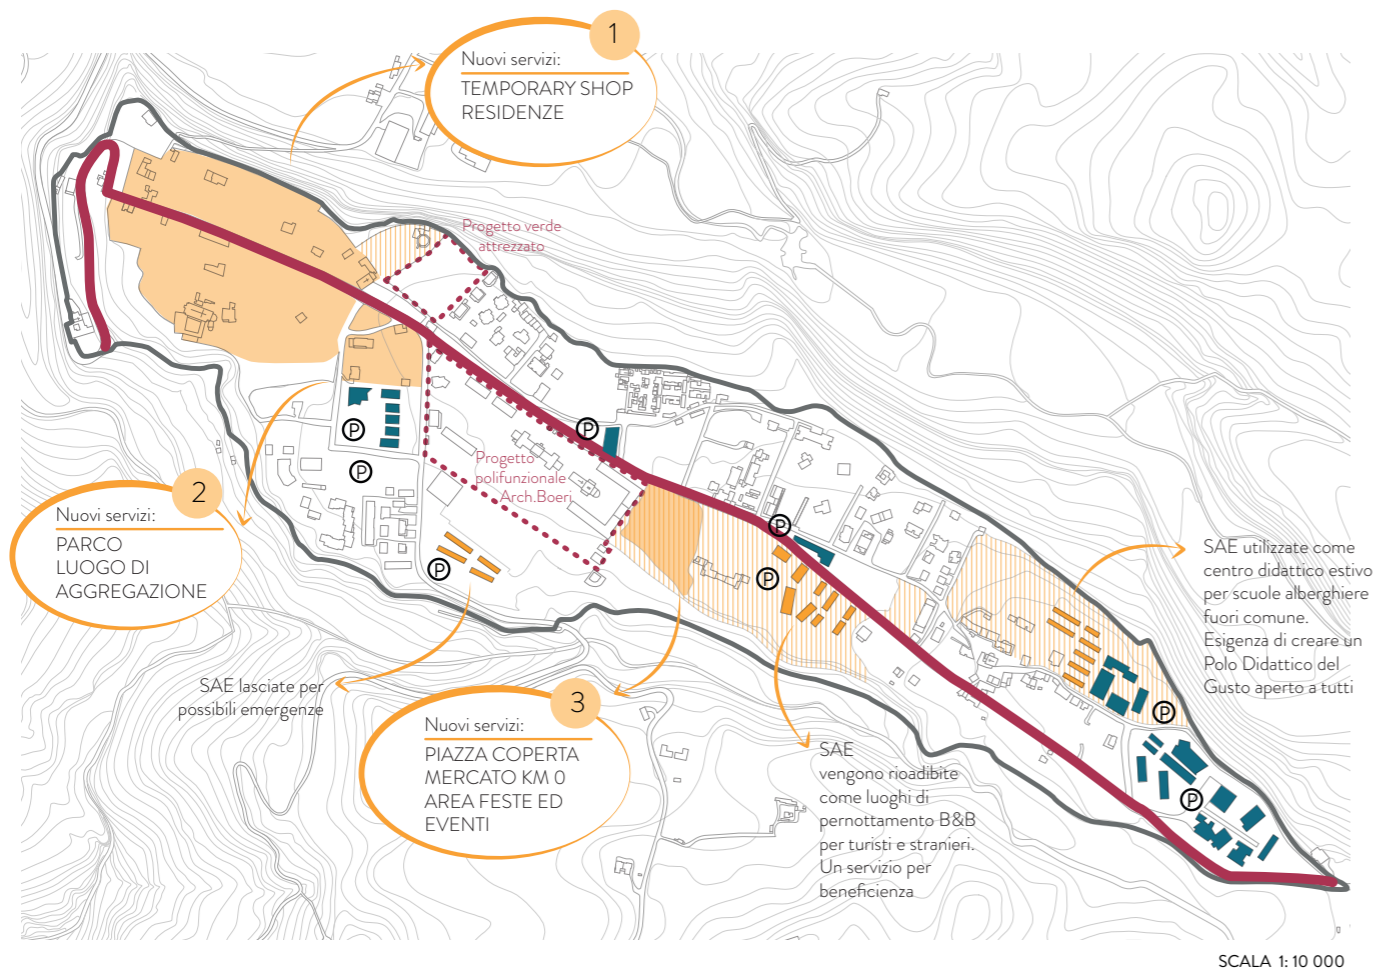 1
Nuovi servizi:
TEMPORARY SHOP
RESIDENZE
Progetto verde
attrezzato
P
P
P
Progetto
polifunzionale
Arch.Boeri
2
Nuovi servizi:
PARCO
LUOGO DI
AGGREGAZIONE
P
P
P
SAE utilizzate come
centro didattico estivo
per scuole alberghiere
fuori comune.
Esigenza di creare un
Polo Didattico del
Gusto aperto a tutti
SAE lasciate per
possibili emergenze
3
Nuovi servizi:
PIAZZA COPERTA
MERCATO KM 0
AREA FESTE ED
EVENTI
P
P
SAE
vengono rioadibite
come luoghi di
pernottamento B&B
per turisti e stranieri.
Un servizio per
beneficienza
SCALA 1: 10 000